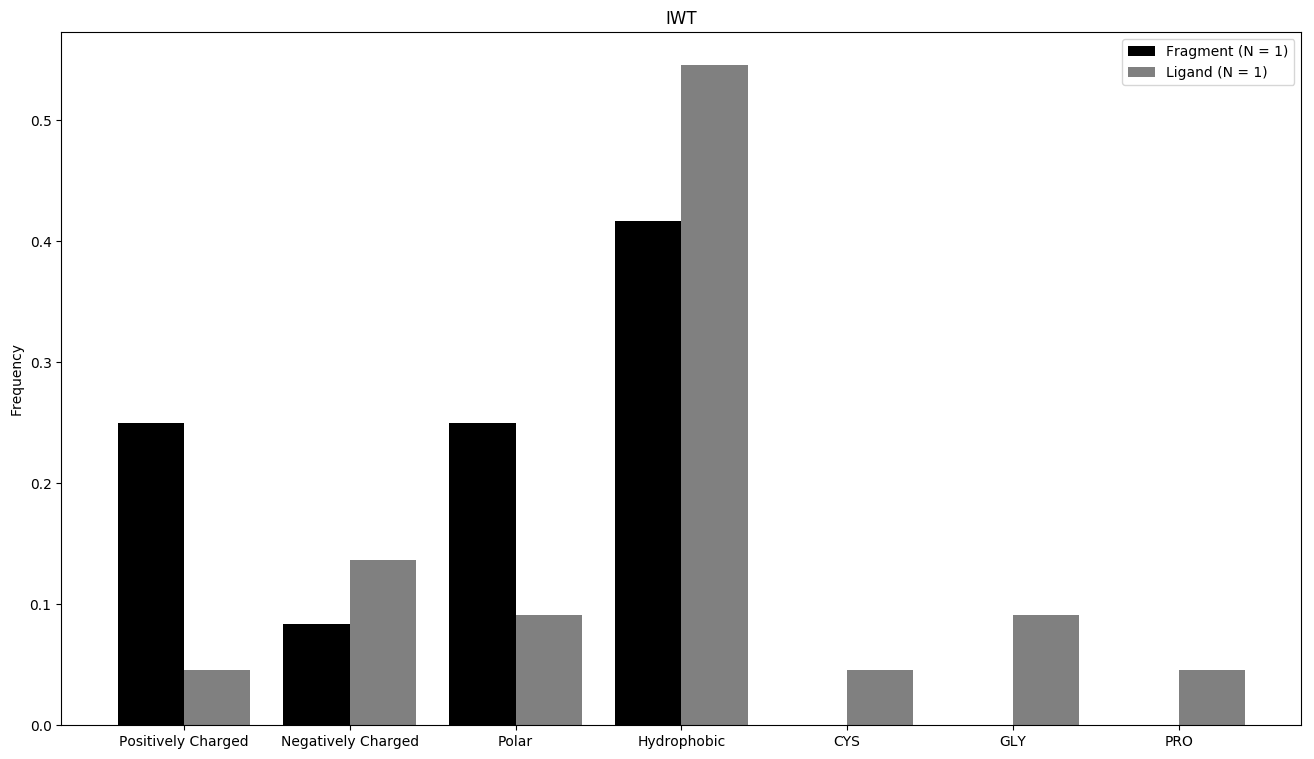 IWT
Fragment (N = 1)
Ligand (N = 1)
Frequency
0.5
0.4
0.3
0.2
0.1
0.0
Positively Charged Negatively Charged Polar Hydrophobic CYS GLY PRO